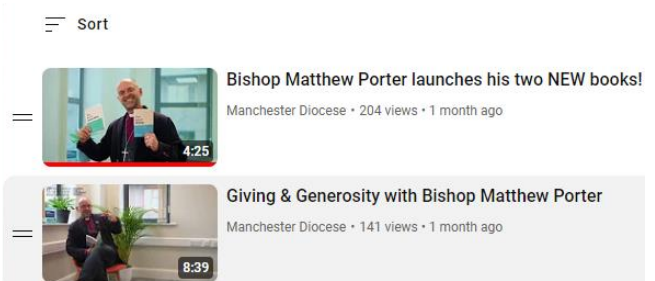 Sort
Bishop Matthew Porter launches his two NEW books!
Manchester Diocese • 204 views • 1 month ago
4:25
Giving & Generosity with Bishop Matthew Porter
Manchester Diocese • 141 views • 1 month ago
8:39